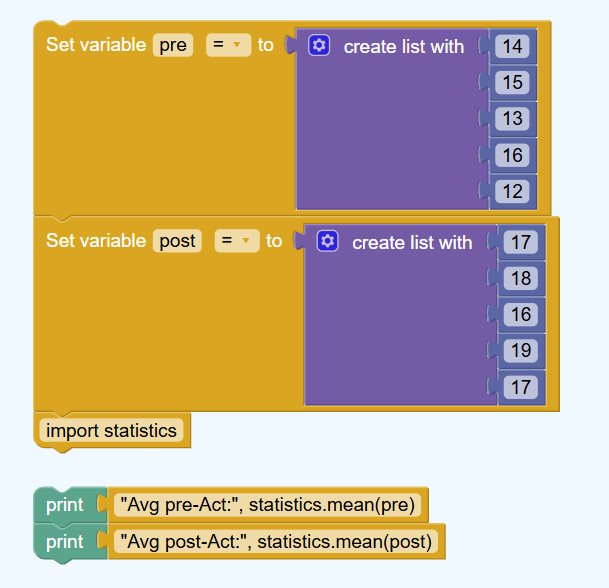 Set variable pre = to create list with 14
15
13
16
12
Set variable post = to create list with 17
18
16
19
17
import statistics
print "Avg pre-Act:", statistics.mean(pre)
print "Avg post-Act:", statistics.mean(post)